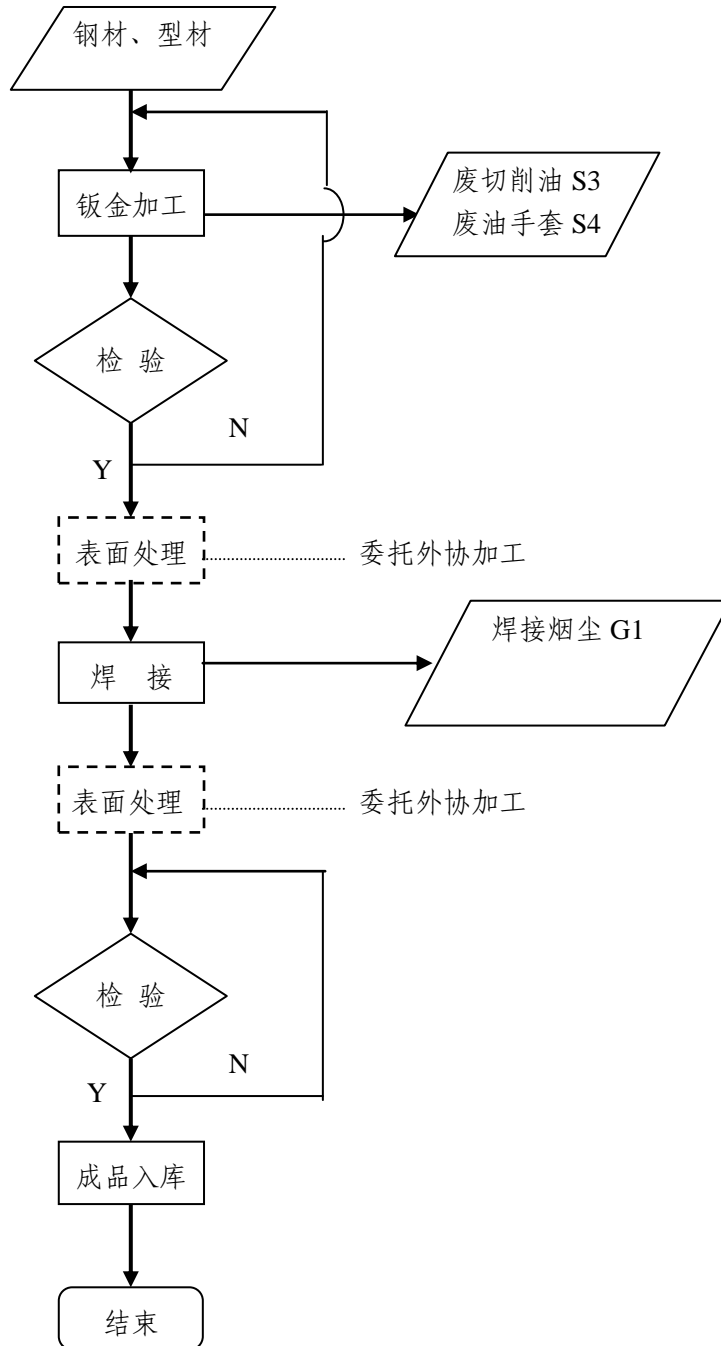 钢材、型材
钣金加工
废切削油 S3
废油手套 S4
检 验
N
Y
表面处理
委托外协加工
焊接烟尘 G1
焊 接
表面处理
委托外协加工
检 验
N
Y
成品入库
结束